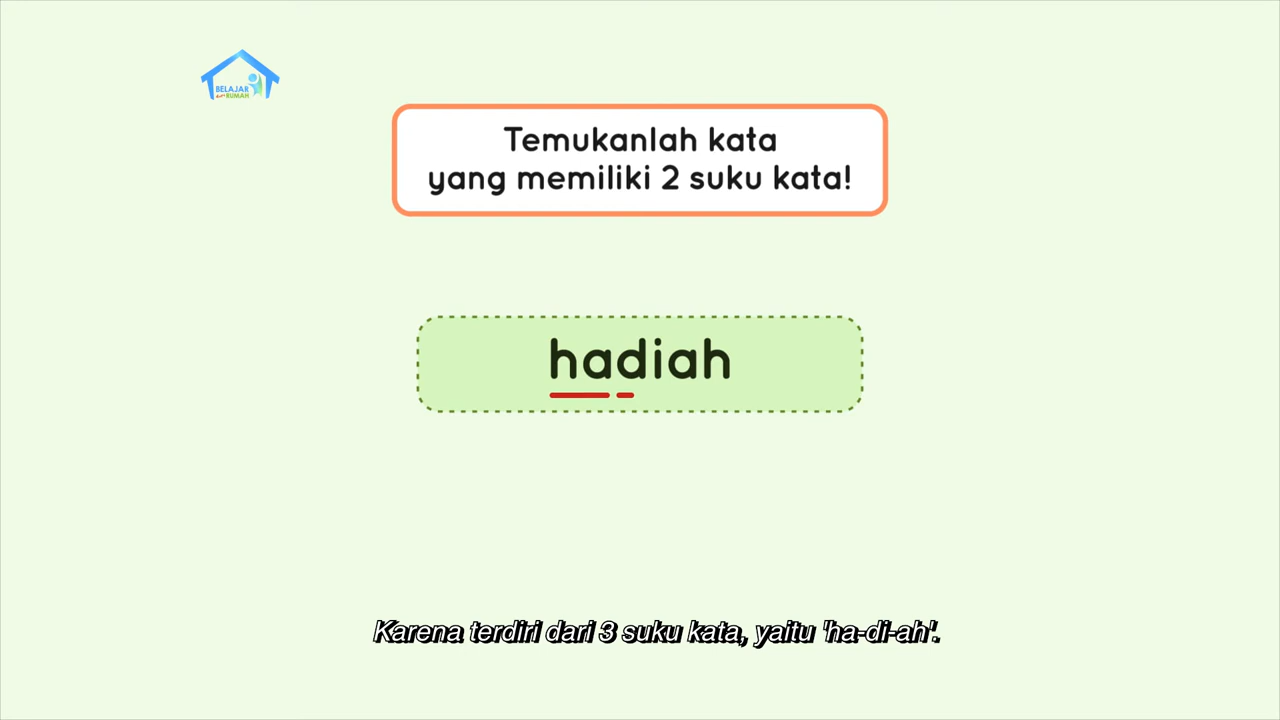 BELAJAR
dari RUMAH
Temukanlah kata
yang memiliki 2 suku kata!
hadiah
Karena terdiri dari 3 suku kata, yaitu 'ha-di-ah'.